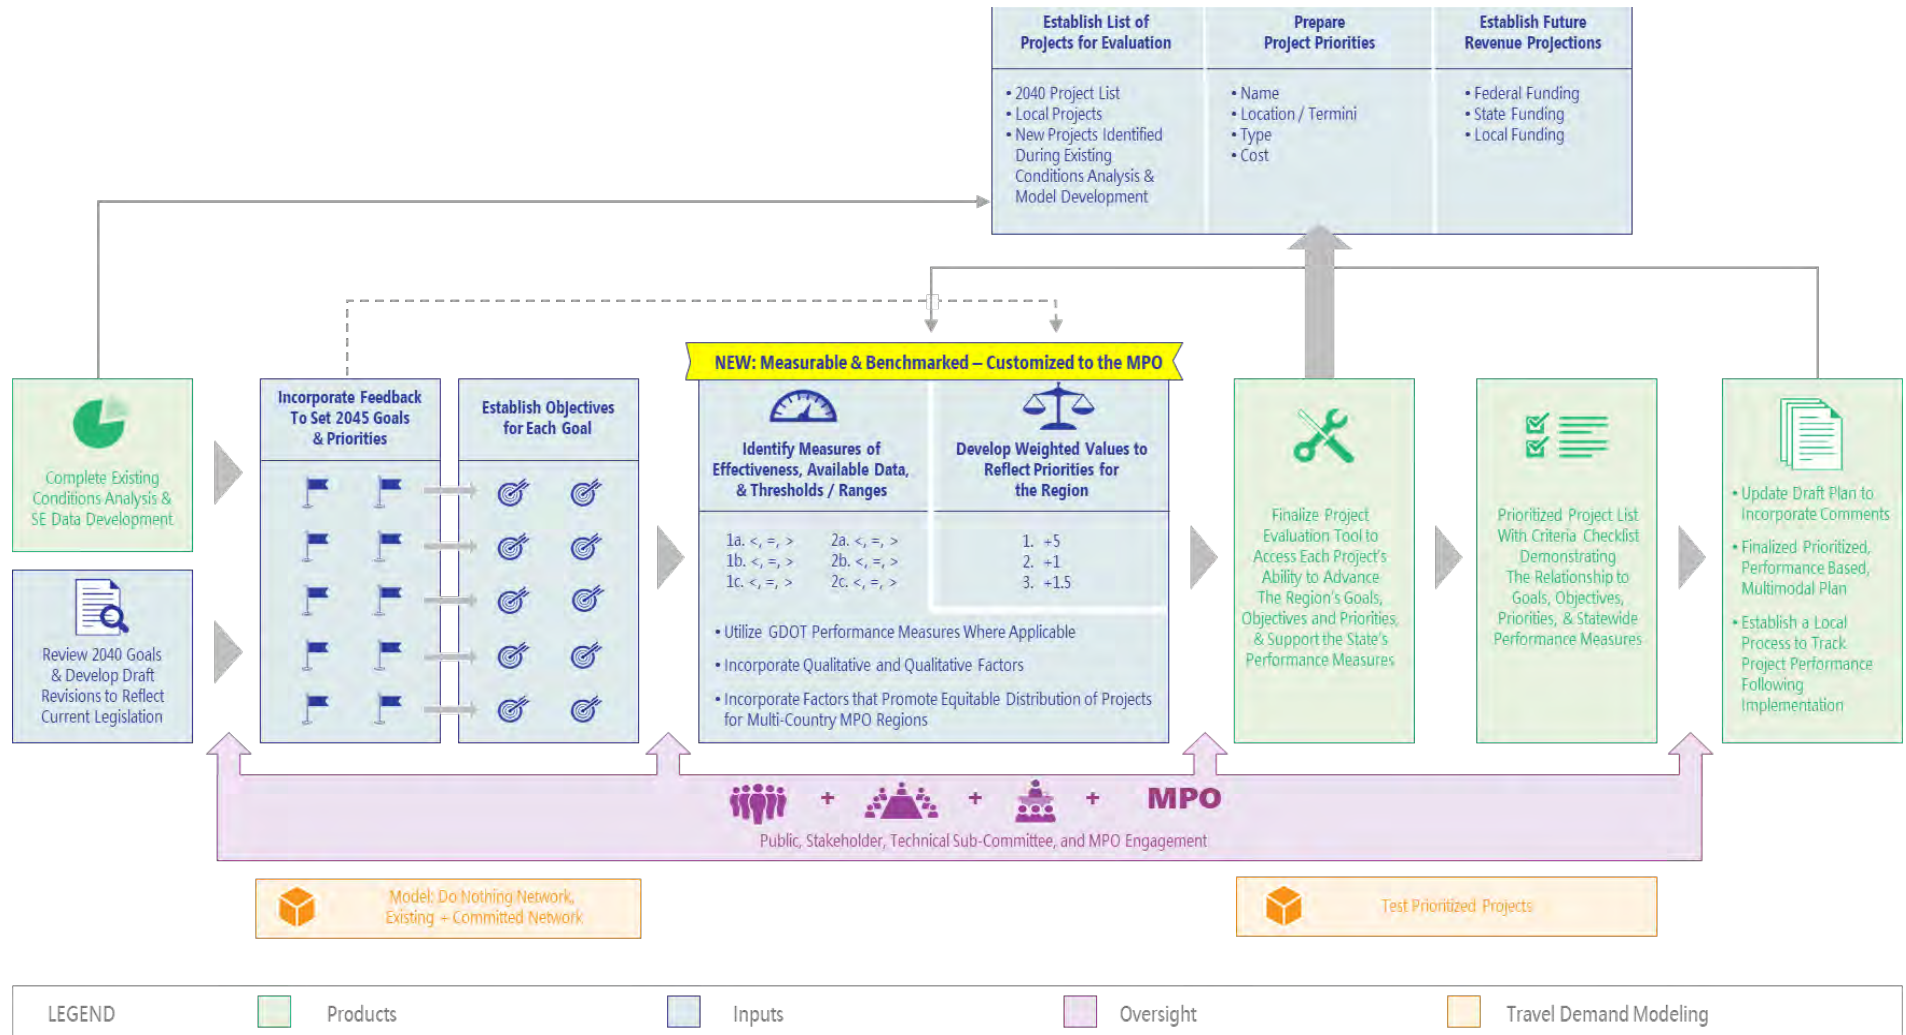 Establish List of
Projects for Evaluation
• 2040 Project List
• Local Projects
• New Projects Identified
During Existing
Conditions Analysis &
Model Development
Prepare
Project Priorities
• Name
• Location / Termini
• Type
• Cost
Establish Future
Revenue Projections
• Federal Funding
• State Funding
• Local Funding
Complete Existing
Conditions Analysis &
SE Data Development
Review 2040 Goals
& Develop Draft
Revisions to Reflect
Current Legislation
Incorporate Feedback
To Set 2045 Goals
& Priorities
Establish Objectives
for Each Goal
NEW: Measurable & Benchmarked – Customized to the MPO
Identify Measures of
Effectiveness, Available Data,
& Thresholds / Ranges
1a. <, =, > 2a. <, =, >
1b. <, =, > 2b. <, =, >
1c. <, =, > 2c. <, =, >
Develop Weighted Values to
Reflect Priorities for
the Region
1. +5
2. +1
3. +1.5
• Utilize GDOT Performance Measures Where Applicable
• Incorporate Qualitative and Qualitative Factors
• Incorporate Factors that Promote Equitable Distribution of Projects
for Multi-Country MPO Regions
Finalize Project
Evaluation Tool to
Access Each Project's
Ability to Advance
The Region's Goals,
Objectives and Priorities,
& Support the State's
Performance Measures
Prioritized Project List
With Criteria Checklist
Demonstrating
The Relationship to
Goals, Objectives,
Priorities, & Statewide
Performance Measures
• Update Draft Plan to
Incorporate Comments
• Finalized Prioritized,
Performance Based,
Multimodal Plan
• Establish a Local
Process to Track
Project Performance
Following
Implementation
+ + + MPO
Public, Stakeholder, Technical Sub-Committee, and MPO Engagement
Model: Do Nothing Network,
Existing + Committed Network
Test Prioritized Projects
LEGEND Products Inputs Oversight Travel Demand Modeling